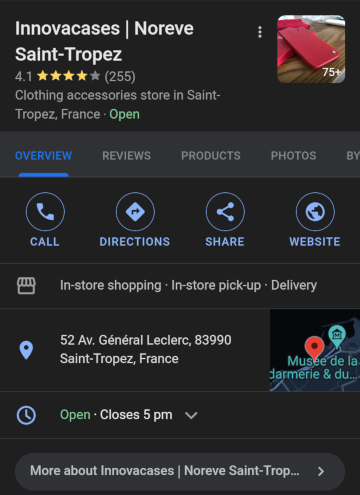 Innovacases | Noreve
Saint-Tropez
4.1 (255)
75+
Clothing accessories store in Saint-
Tropez, France · Open
OVERVIEW REVIEWS PRODUCTS PHOTOS BY
CALL DIRECTIONS SHARE WEBSITE
In-store shopping · In-store pick-up · Delivery
52 Av. Général Leclerc, 83990
Saint-Tropez, France
Musée de la
darmerie & du...
Open · Closes 5 pm
More about Innovacases | Noreve Saint-Trop...